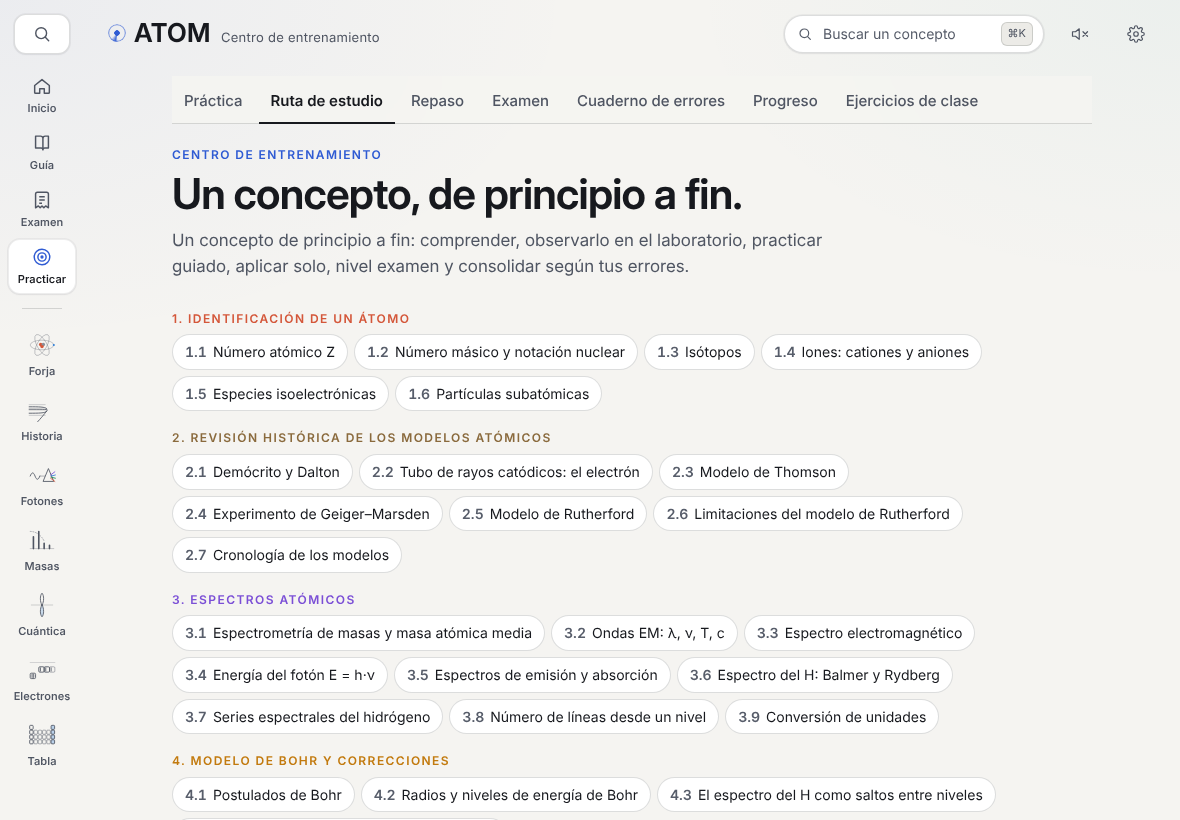 ATOM Centro de entrenamiento
Buscar un concepto ⌘K
Inicio
Guía
Examen
Practicar
Forja
Historia
Fotones
Masas
Cuántica
Electrones
Tabla
Práctica Ruta de estudio Repaso Examen Cuaderno de errores Progreso Ejercicios de clase
CENTRO DE ENTRENAMIENTO
Un concepto, de principio a fin.
Un concepto de principio a fin: comprender, observarlo en el laboratorio, practicar
guiado, aplicar solo, nivel examen y consolidar según tus errores.
1. IDENTIFICACIÓN DE UN ÁTOMO
1.1 Número atómico Z 1.2 Número másico y notación nuclear 1.3 Isótopos 1.4 Iones: cationes y aniones
1.5 Especies isoelectrónicas 1.6 Partículas subatómicas
2. REVISIÓN HISTÓRICA DE LOS MODELOS ATÓMICOS
2.1 Demócrito y Dalton 2.2 Tubo de rayos catódicos: el electrón 2.3 Modelo de Thomson
2.4 Experimento de Geiger–Marsden 2.5 Modelo de Rutherford 2.6 Limitaciones del modelo de Rutherford
2.7 Cronología de los modelos
3. ESPECTROS ATÓMICOS
3.1 Espectrometría de masas y masa atómica media 3.2 Ondas EM: λ, ν, T, c 3.3 Espectro electromagnético
3.4 Energía del fotón E = h·ν 3.5 Espectros de emisión y absorción 3.6 Espectro del H: Balmer y Rydberg
3.7 Series espectrales del hidrógeno 3.8 Número de líneas desde un nivel 3.9 Conversión de unidades
4. MODELO DE BOHR Y CORRECCIONES
4.1 Postulados de Bohr 4.2 Radios y niveles de energía de Bohr 4.3 El espectro del H como saltos entre niveles